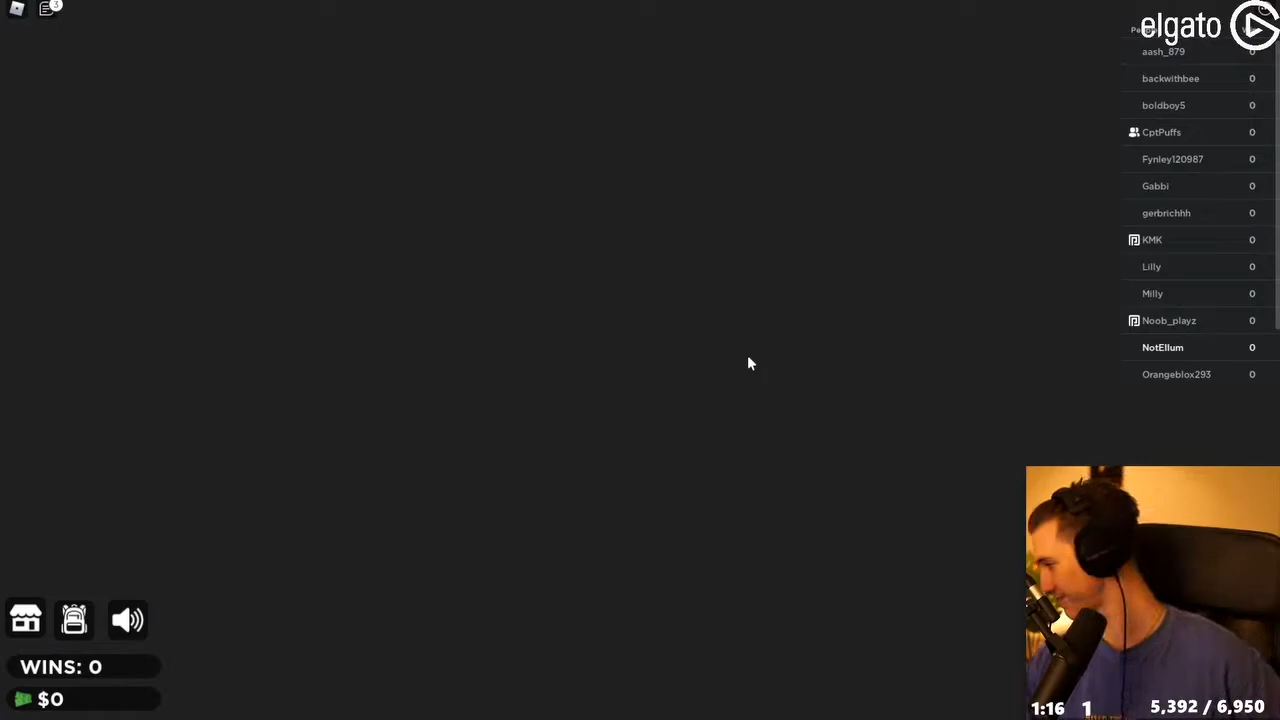 3
elgato
aash_879 0
backwithbee 0
boldboy5 0
CptPuffs 0
Fynley120987 0
Gabbi 0
gerbrichhh 0
KMK 0
Lilly 0
Milly 0
Noob_playz 0
NotEllum 0
Orangeblox293 0
WINS: 0
$0
1:16 1 5,392 / 6,950